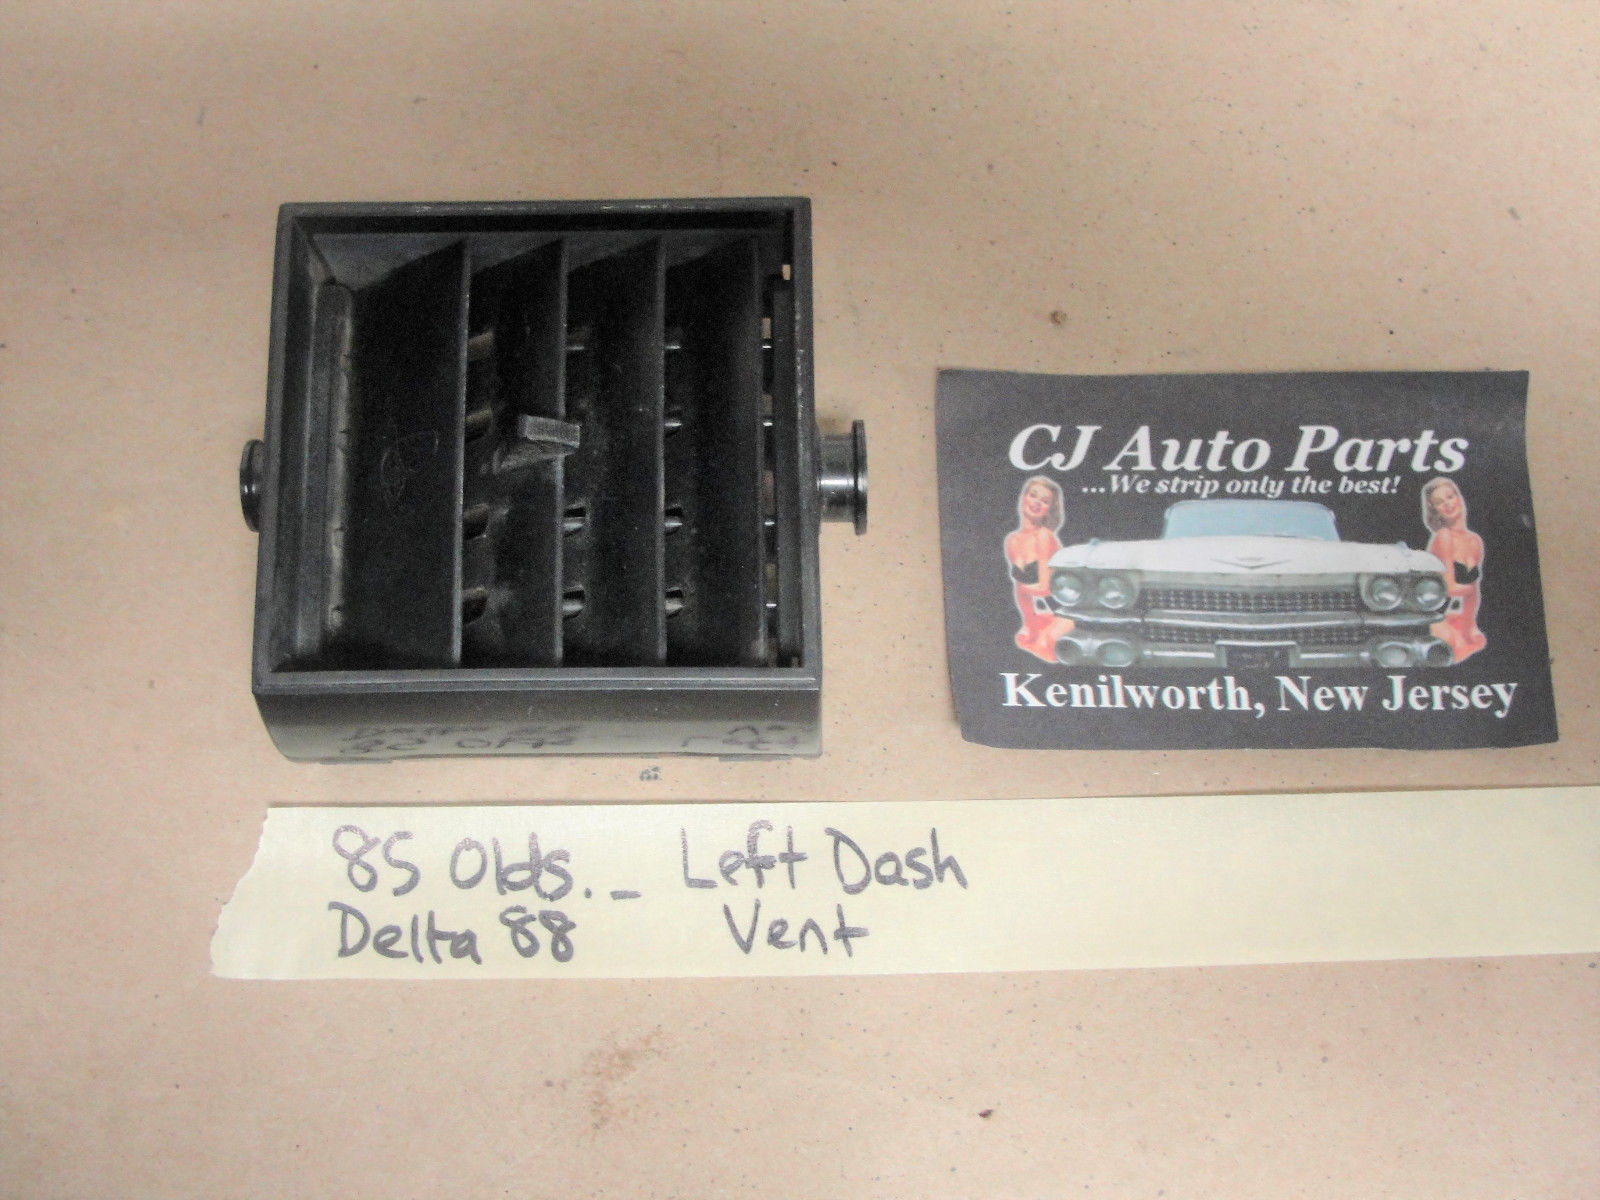 CJ Auto Parts
...We strip only the best!
Kenilworth, New Jersey
85 Olds. - Left Dash
Delta 88 Vent